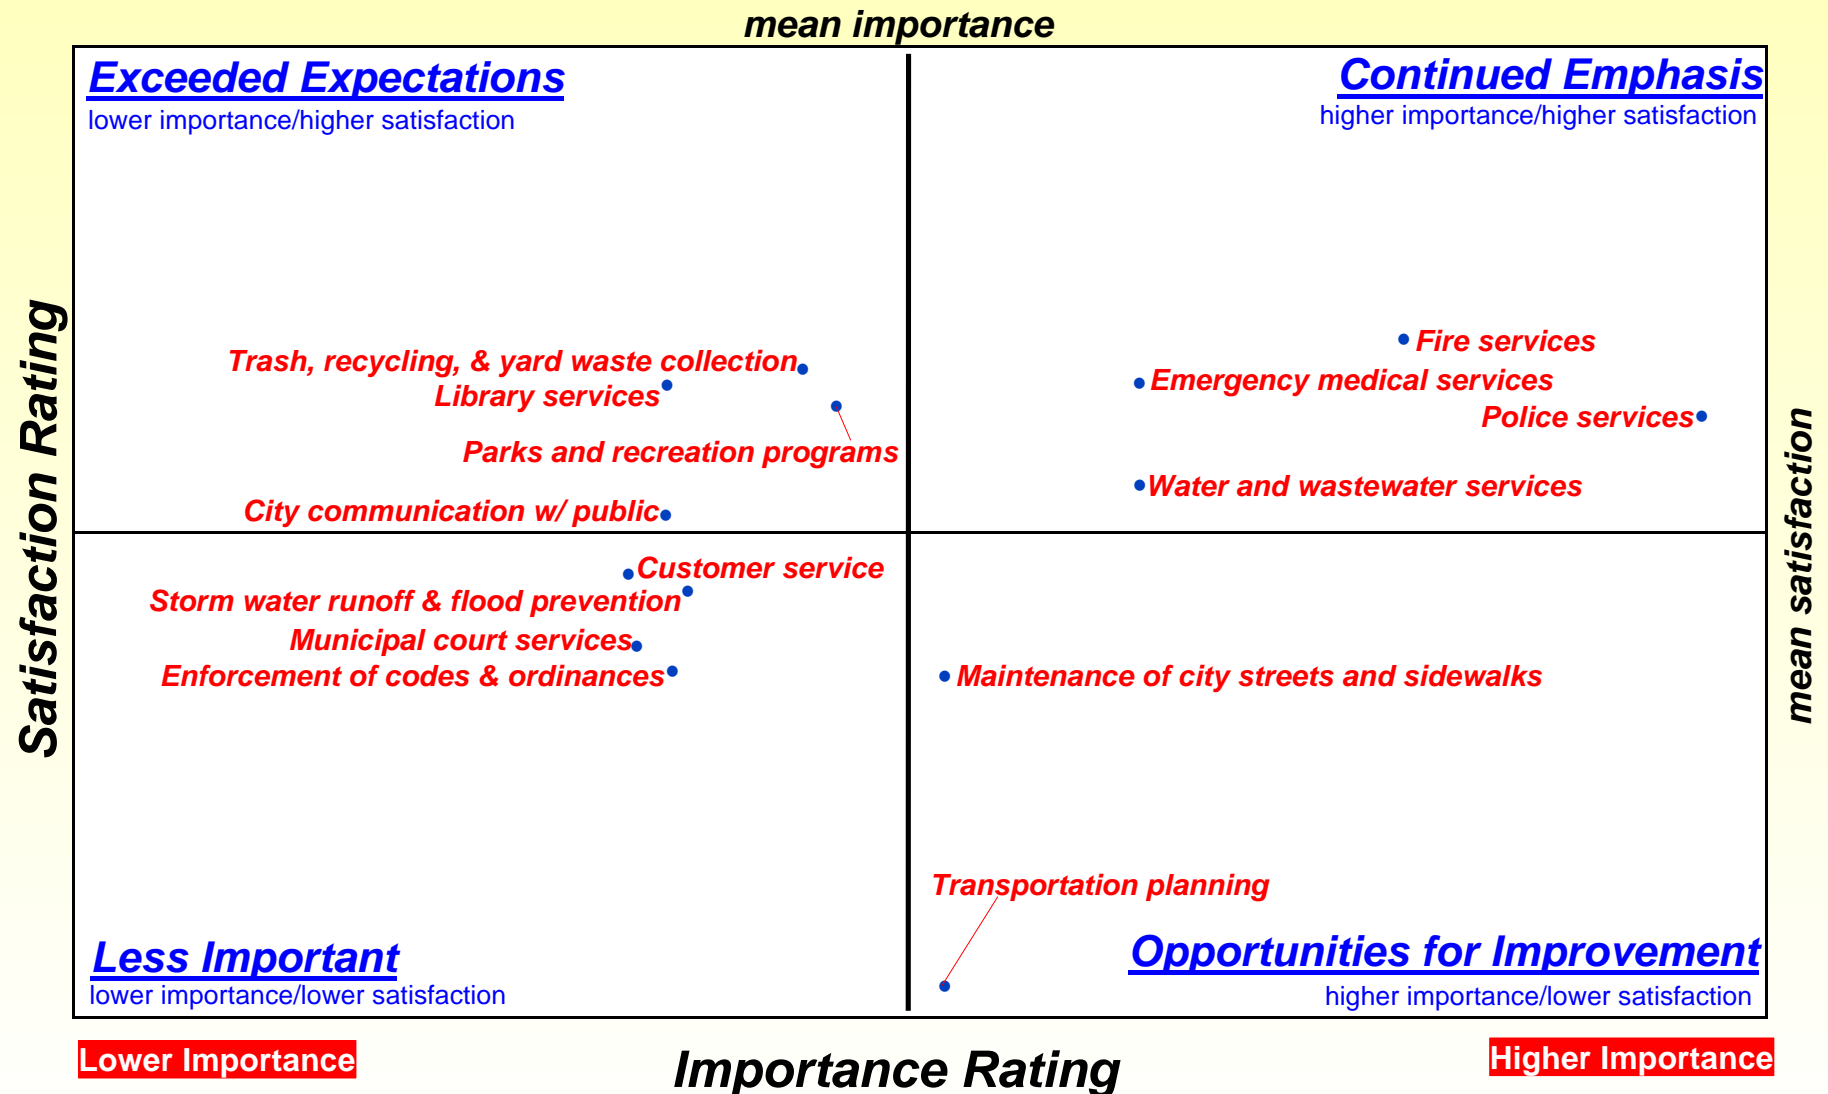 mean importance
Exceeded Expectations
lower importance/higher satisfaction
Continued Emphasis
higher importance/higher satisfaction
Satisfaction Rating
mean satisfaction
Trash, recycling, & yard waste collection
Library services
Parks and recreation programs
City communication w/ public
Fire services
Emergency medical services
Police services
Water and wastewater services
Customer service
Storm water runoff & flood prevention
Municipal court services
Enforcement of codes & ordinances
Maintenance of city streets and sidewalks
Transportation planning
Less Important
lower importance/lower satisfaction
Opportunities for Improvement
higher importance/lower satisfaction
Lower Importance
Importance Rating
Higher Importance